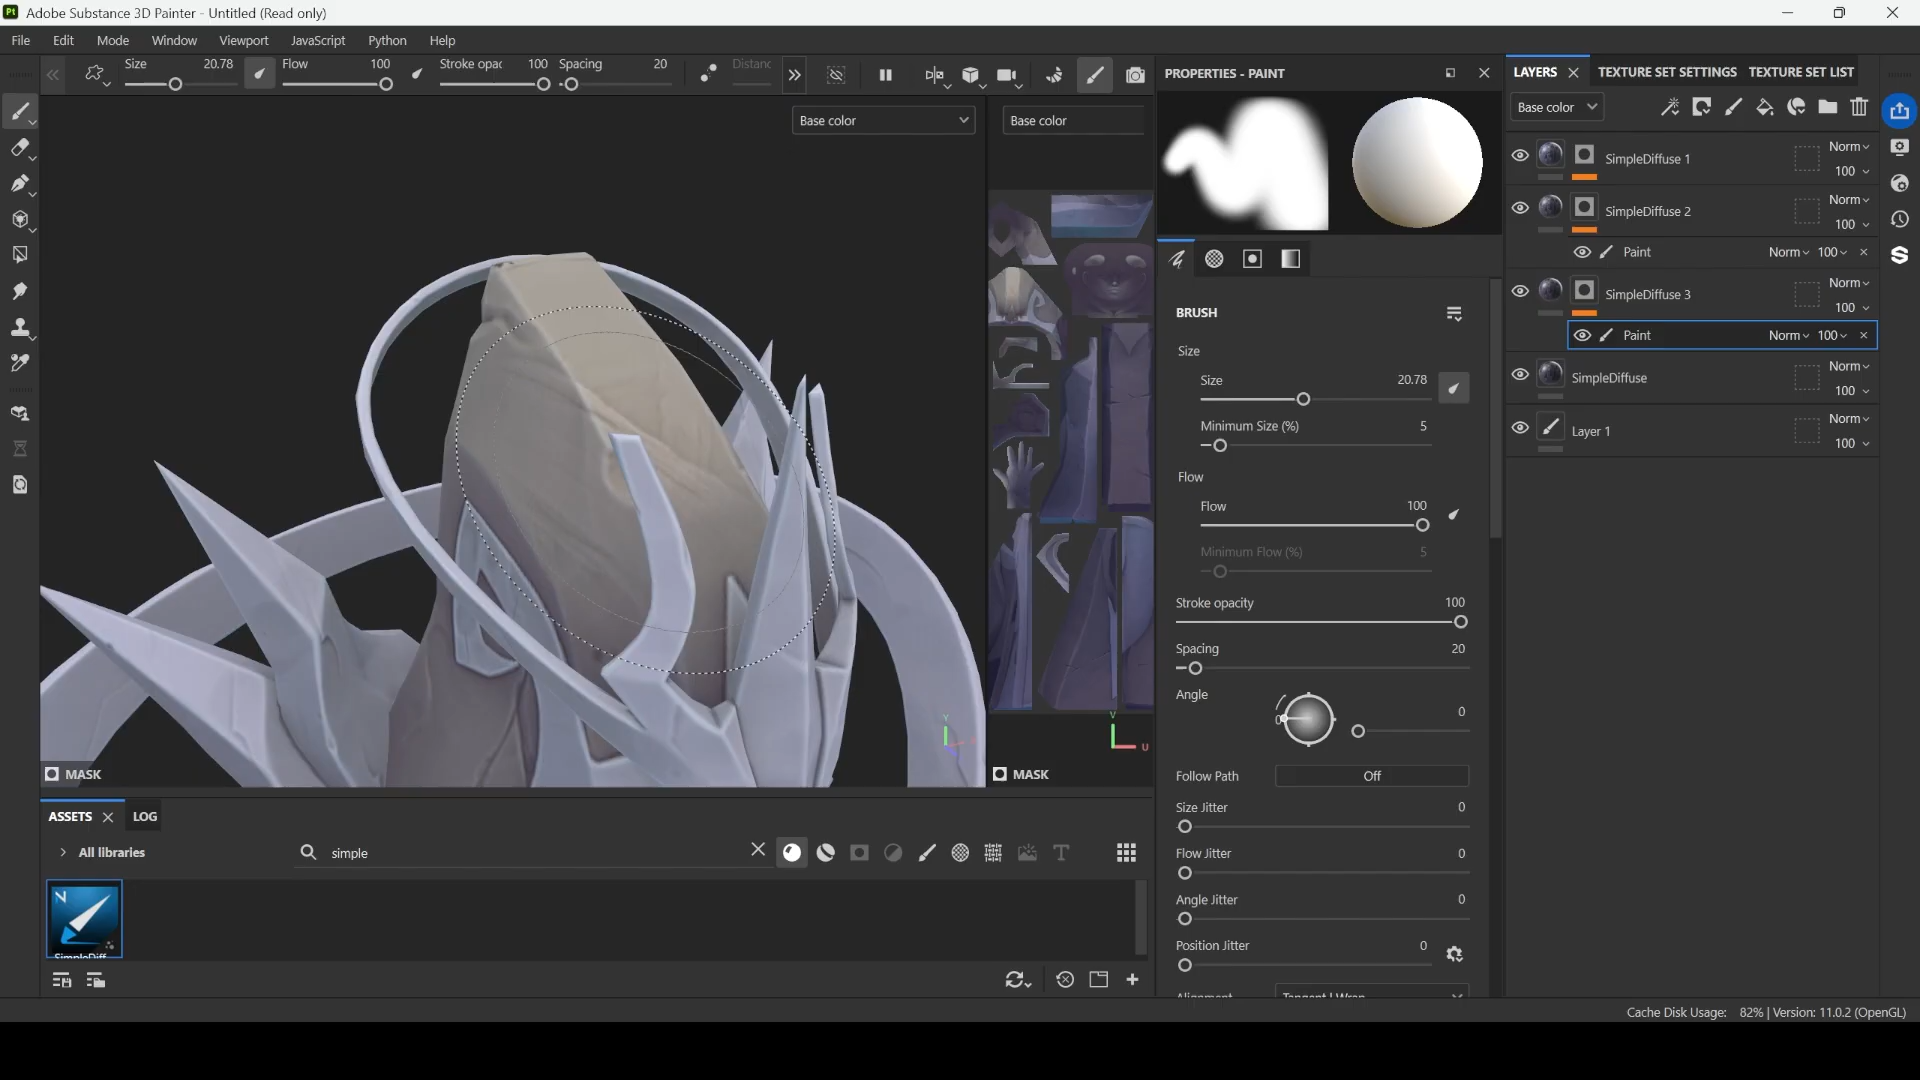 Adobe Substance 3D Painter - Untitled (Read only)
File Edit Mode Window Viewport JavaScript Python Help
Size 20.78 Flow 100 Stroke opac 100 Spacing 20 Distanc
Base color
Base color
MASK
MASK
Y
V
U
ASSETS LOG
All libraries
simple
N
SimpleDiff
PROPERTIES - PAINT
BRUSH
Size
Size 20.78
Minimum Size (%) 5
Flow
Flow 100
Minimum Flow (%) 5
Stroke opacity 100
Spacing 20
Angle
0
0
Follow Path Off
Size Jitter 0
Flow Jitter 0
Angle Jitter 0
Position Jitter 0
Alignment Tangent | Wrap
LAYERS TEXTURE SET SETTINGS TEXTURE SET LIST
Base color
SimpleDiffuse 1 Norm
100
SimpleDiffuse 2 Norm
100
Paint Norm 100
SimpleDiffuse 3 Norm
100
Paint Norm 100
SimpleDiffuse Norm
100
Layer 1 Norm
100
Cache Disk Usage: 82% | Version: 11.0.2 (OpenGL)